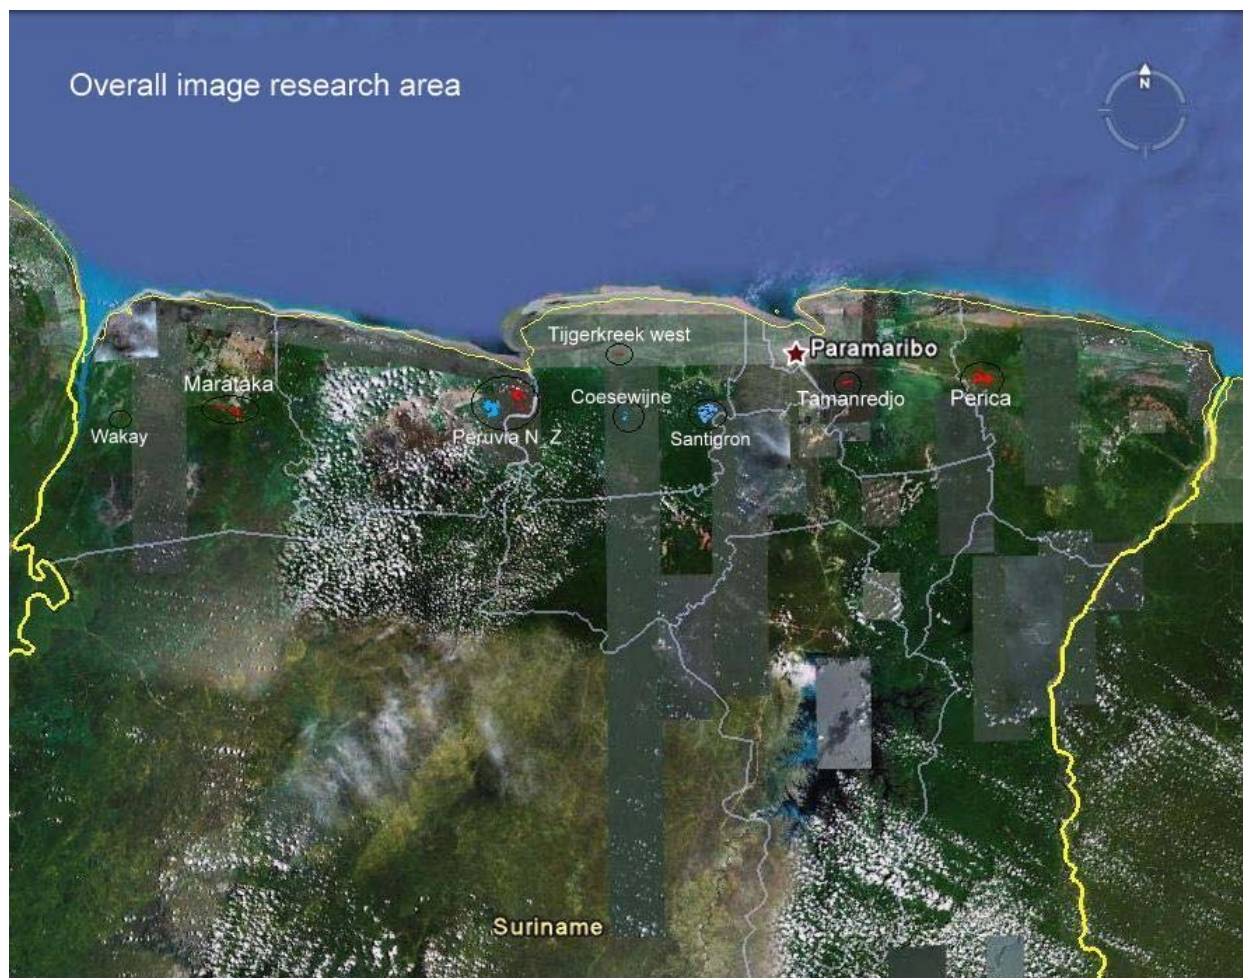 Overall image research area
N
Tijgerkreek west
Paramaribo
Marataka
Coesewijne
Tamanredjo
Perica
Wakay
Peruvia N Z
Santigron
Suriname